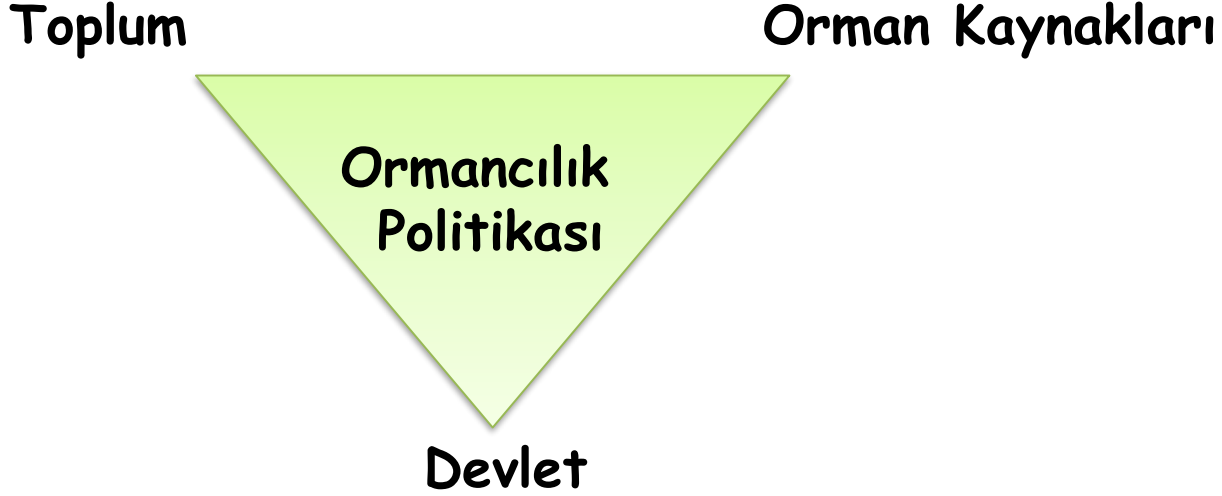 Toplum
Orman Kaynakları
Ormancılık
Politikası
Devlet